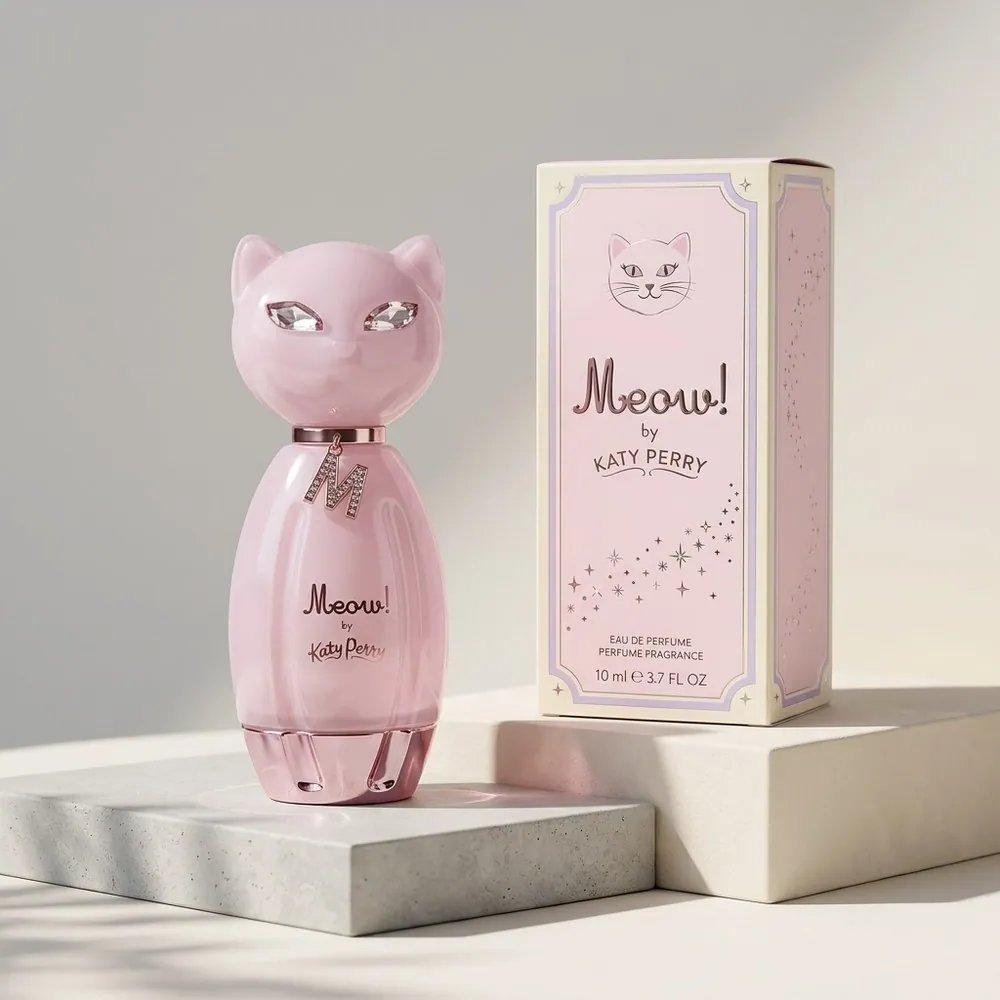 M
Meow!
by
Katy Perry
Meow!
by
KATY PERRY
EAU DE PERFUME
PERFUME FRAGRANCE
10 ml ℮ 3.7 FL OZ